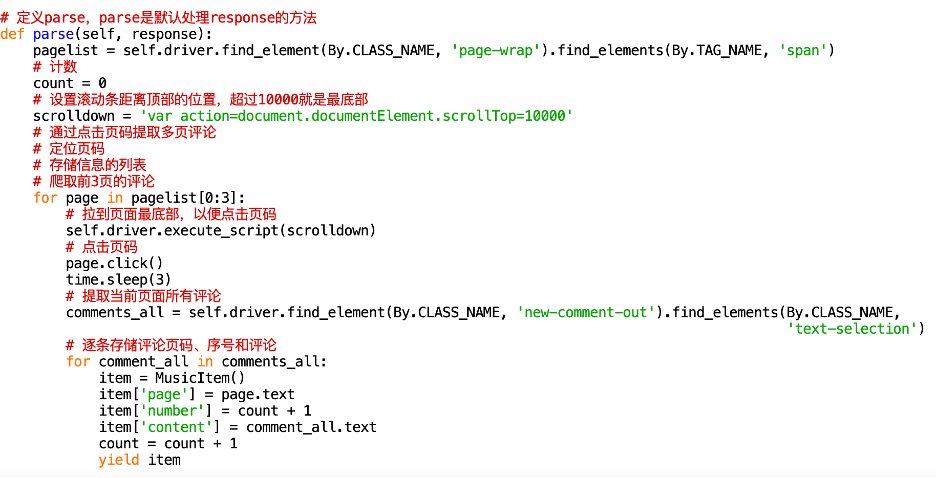 # 定义parse，parse是默认处理response的方法
def parse(self, response):
    pagelist = self.driver.find_element(By.CLASS_NAME, 'page-wrap').find_elements(By.TAG_NAME, 'span')
    # 计数
    count = 0
    # 设置滚动条距离顶部的位置，超过10000就是最底部
    scrolldown = 'var action=document.documentElement.scrollTop=10000'
    # 通过点击页码提取多页评论
    # 定位页码
    # 存储信息的列表
    # 爬取前3页的评论
    for page in pagelist[0:3]:
        # 拉到页面最底部，以便点击页码
        self.driver.execute_script(scrolldown)
        # 点击页码
        page.click()
        time.sleep(3)
        # 提取当前页面所有评论
        comments_all = self.driver.find_element(By.CLASS_NAME, 'new-comment-out').find_elements(By.CLASS_NAME,
                                                                                               'text-selection')
        # 逐条存储评论页码、序号和评论
        for comment_all in comments_all:
            item = MusicItem()
            item['page'] = page.text
            item['number'] = count + 1
            item['content'] = comment_all.text
            count = count + 1
            yield item